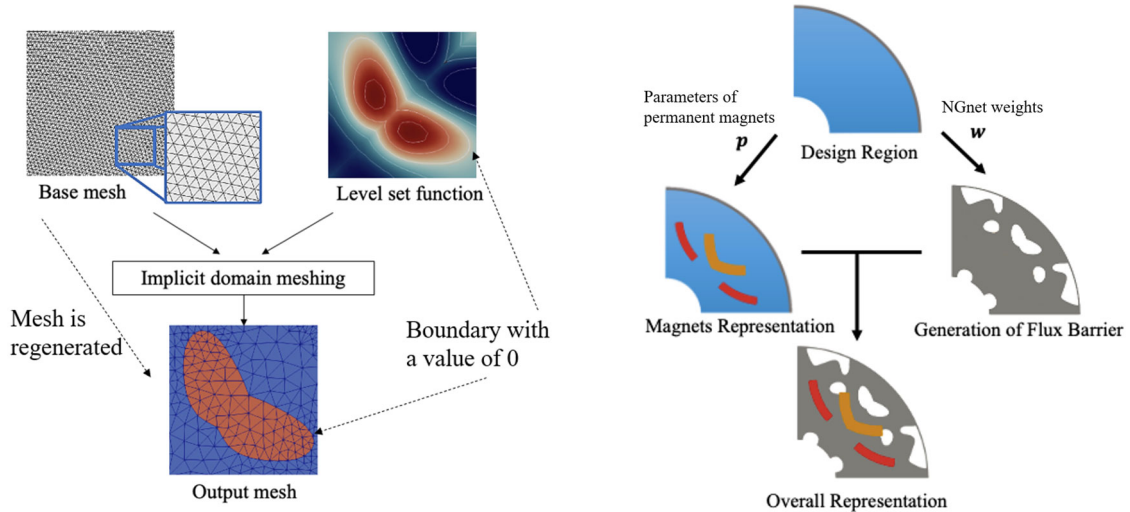 Base mesh
Level set function
Implicit domain meshing
Mesh is
regenerated
Boundary with
a value of 0
Output mesh
Parameters of
permanent magnets
p
NGnet weights
w
Design Region
Magnets Representation
Generation of Flux Barrier
Overall Representation